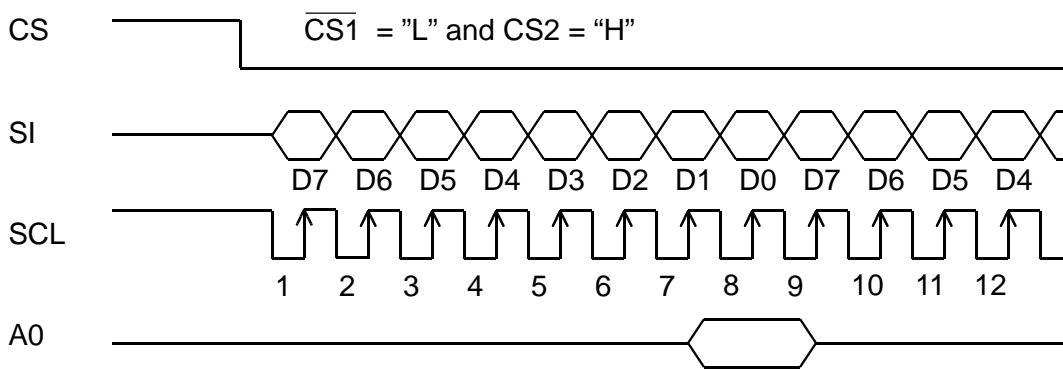 CS
CS1 = ”L” and CS2 = “H”
SI
D7 D6 D5 D4 D3 D2 D1 D0 D7 D6 D5 D4
SCL
1 2 3 4 5 6 7 8 9 10 11 12
A0